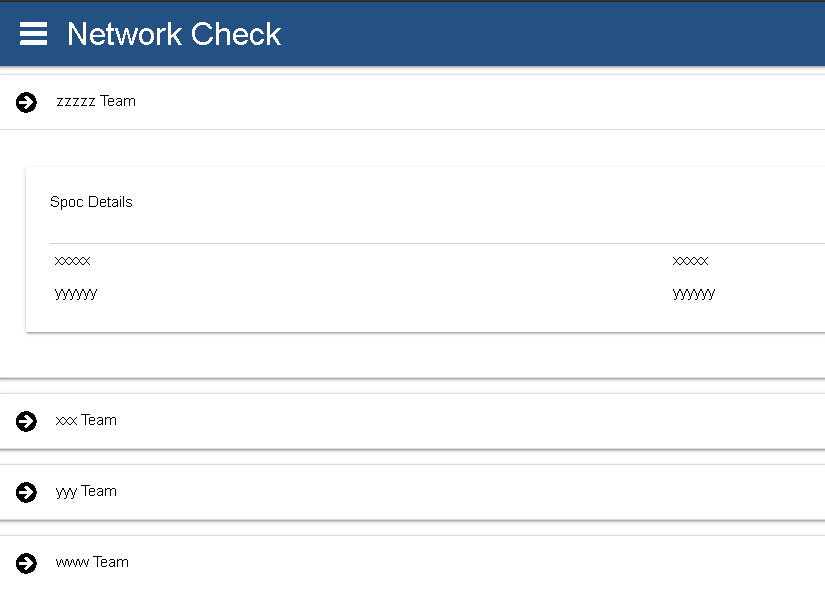 Network Check
zzzzz Team
Spoc Details
xxxxx xxxxx
yyyyyy yyyyyy
xxx Team
yyy Team
www Team